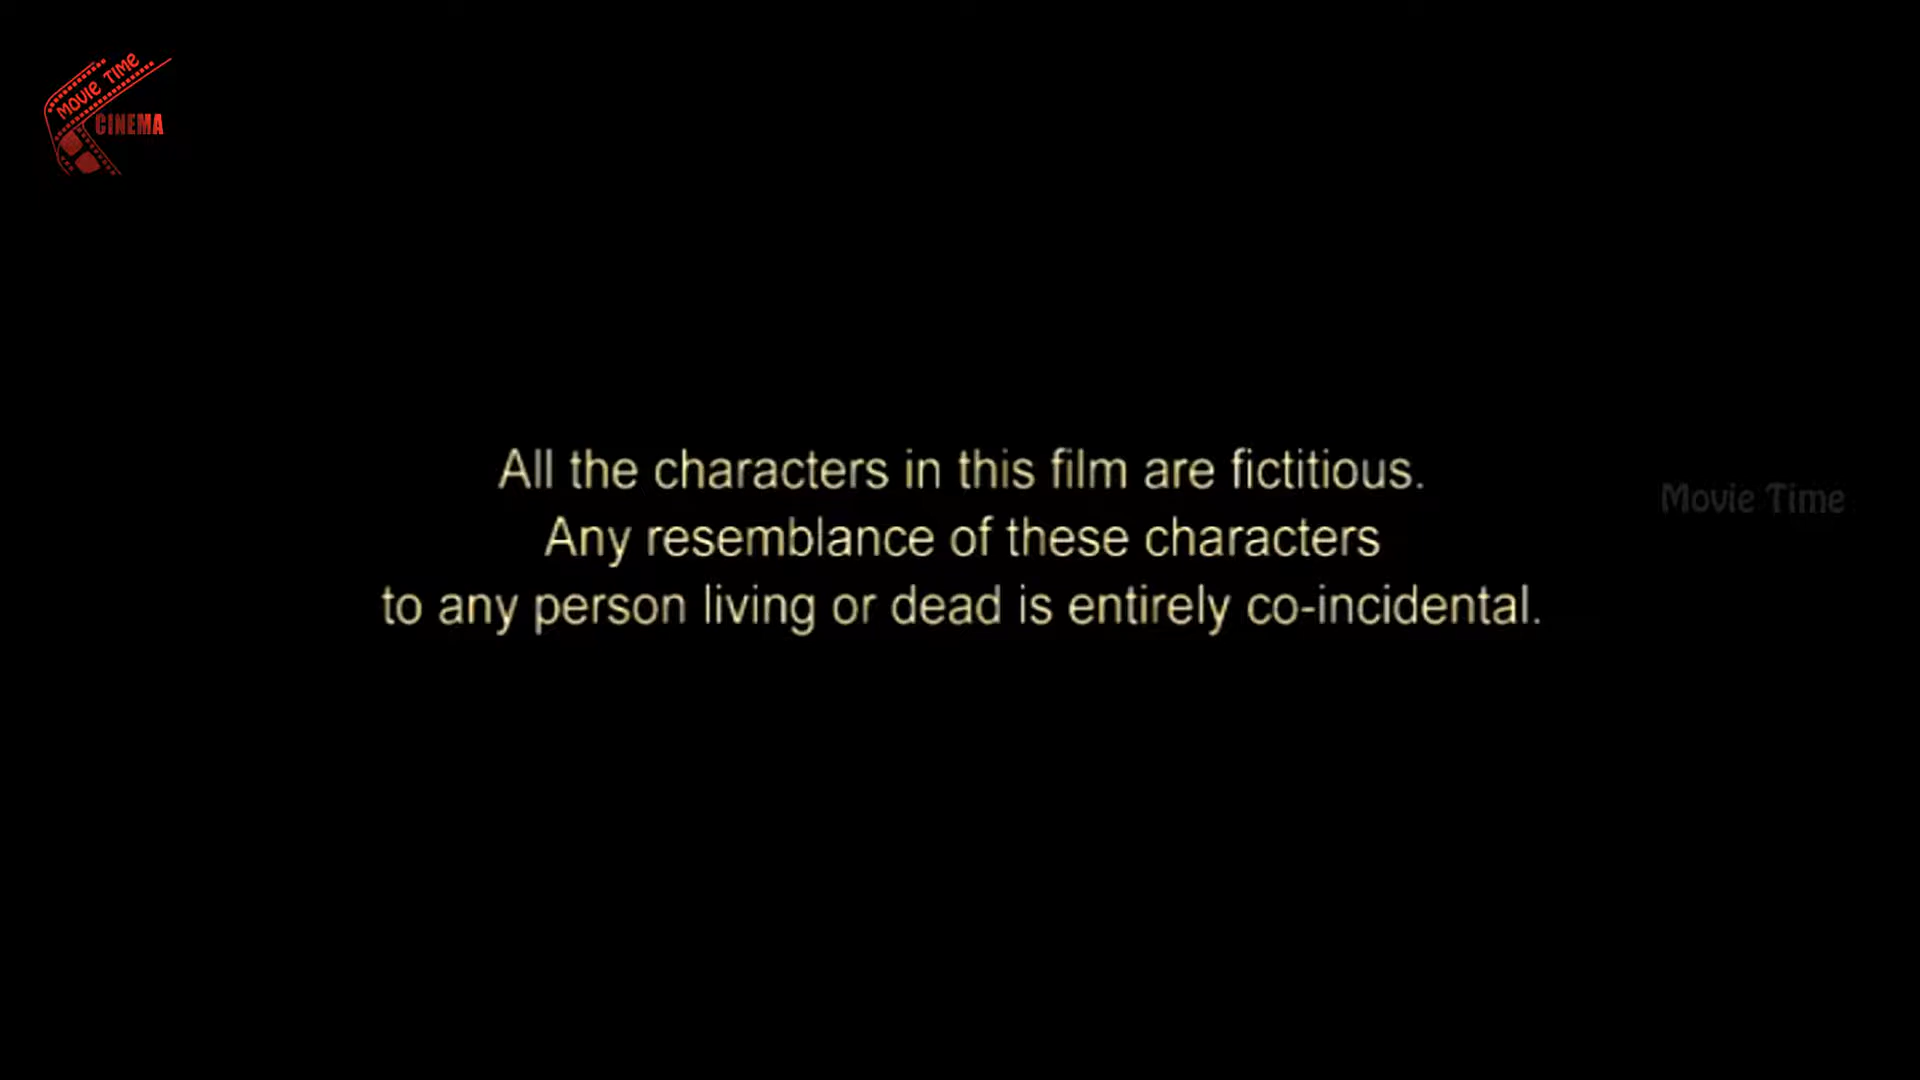 MOVIE TIME
CINEMA
All the characters in this film are fictitious.
Movie Time
Any resemblance of these characters
to any person living or dead is entirely co-incidental.